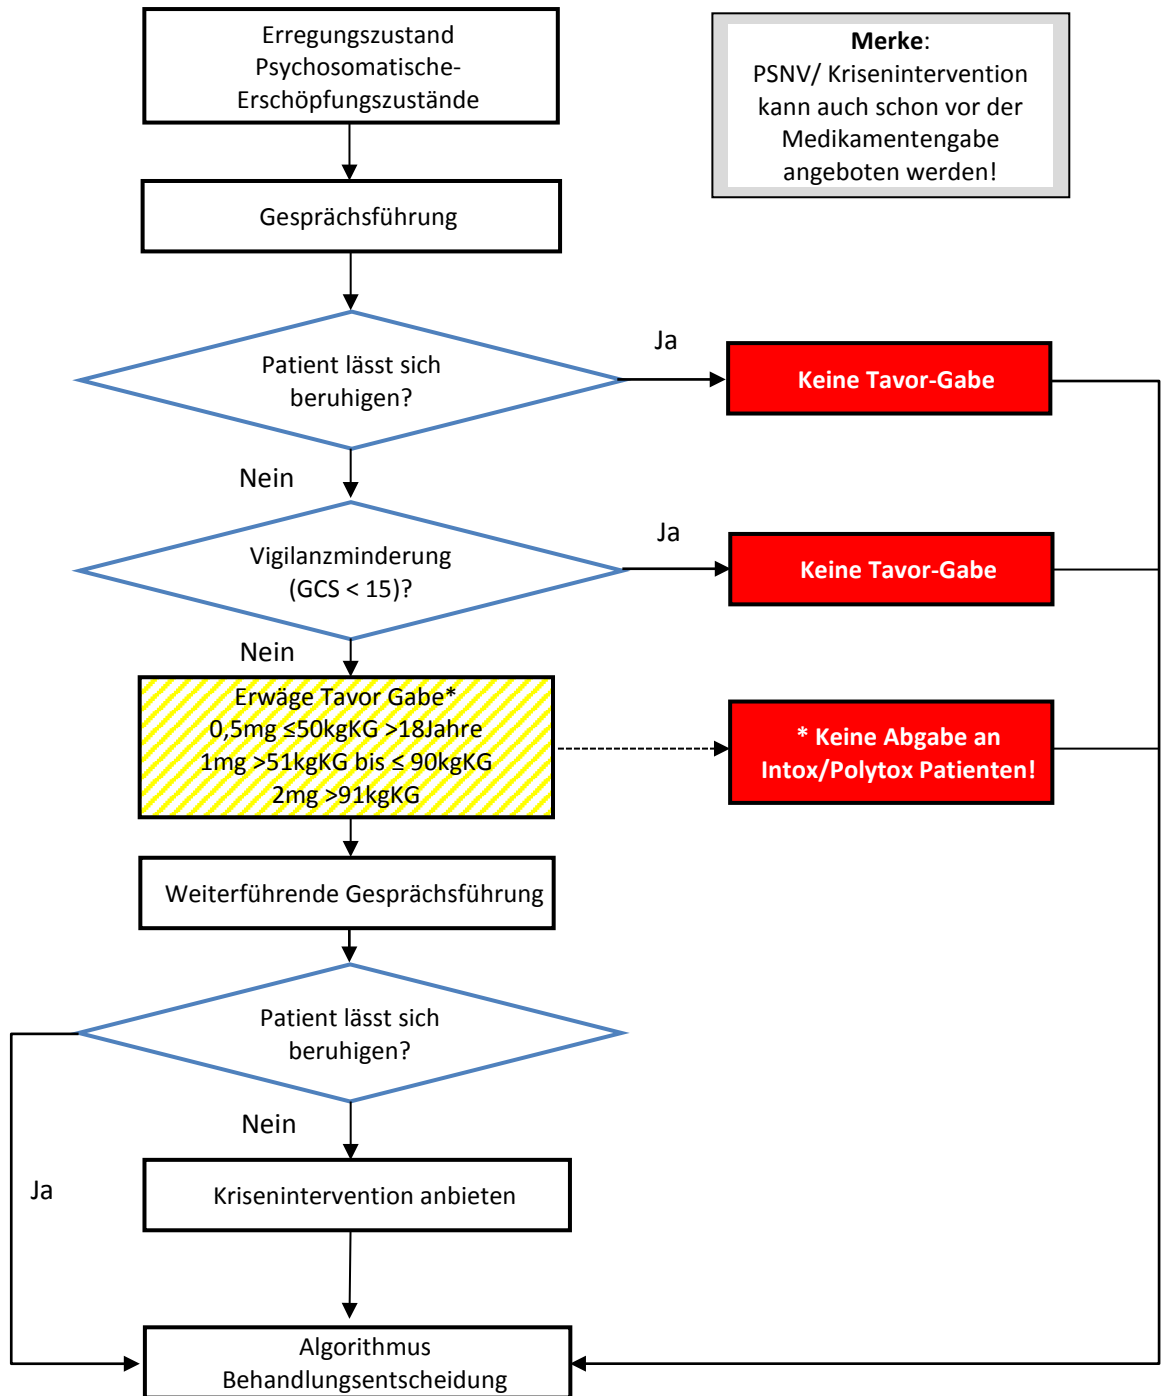 Erregungszustand
Psychosomatische-
Erschöpfungszustände
Merke:
PSNV/ Krisenintervention
kann auch schon vor der
Medikamentengabe
angeboten werden!
Gesprächsführung
Patient lässt sich
beruhigen?
Ja
Keine Tavor-Gabe
Nein
Vigilanzminderung
(GCS < 15)?
Ja
Keine Tavor-Gabe
Nein
Erwäge Tavor Gabe*
0,5mg ≤50kgKG >18Jahre
1mg >51kgKG bis ≤ 90kgKG
2mg >91kgKG
* Keine Abgabe an
Intox/Polytox Patienten!
Weiterführende Gesprächsführung
Patient lässt sich
beruhigen?
Nein
Ja
Krisenintervention anbieten
Algorithmus
Behandlungsentscheidung